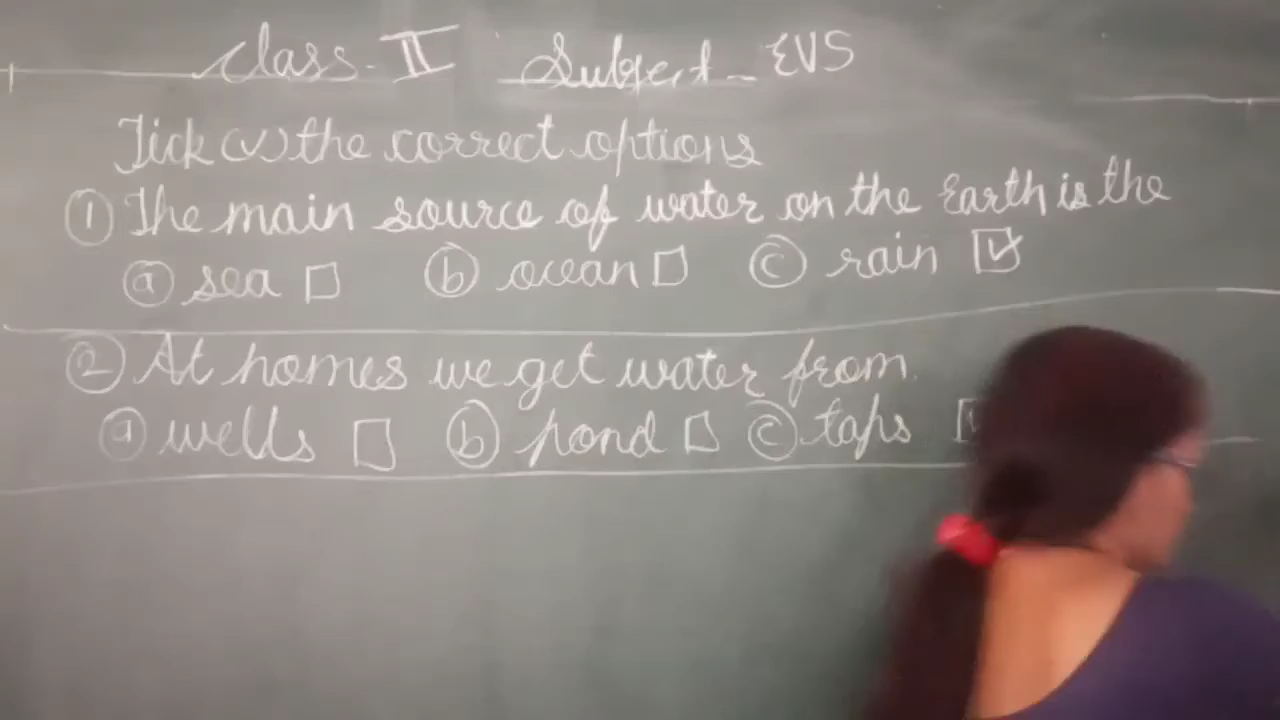 Class - II Subject - EVS
Tick (✓) the correct options
① The main source of water on the Earth is the
ⓐ sea ☐ ⓑ ocean ☐ ⓒ rain ☑
② At homes we get water from.
ⓐ wells ☐ ⓑ pond ☐ ⓒ taps ☑